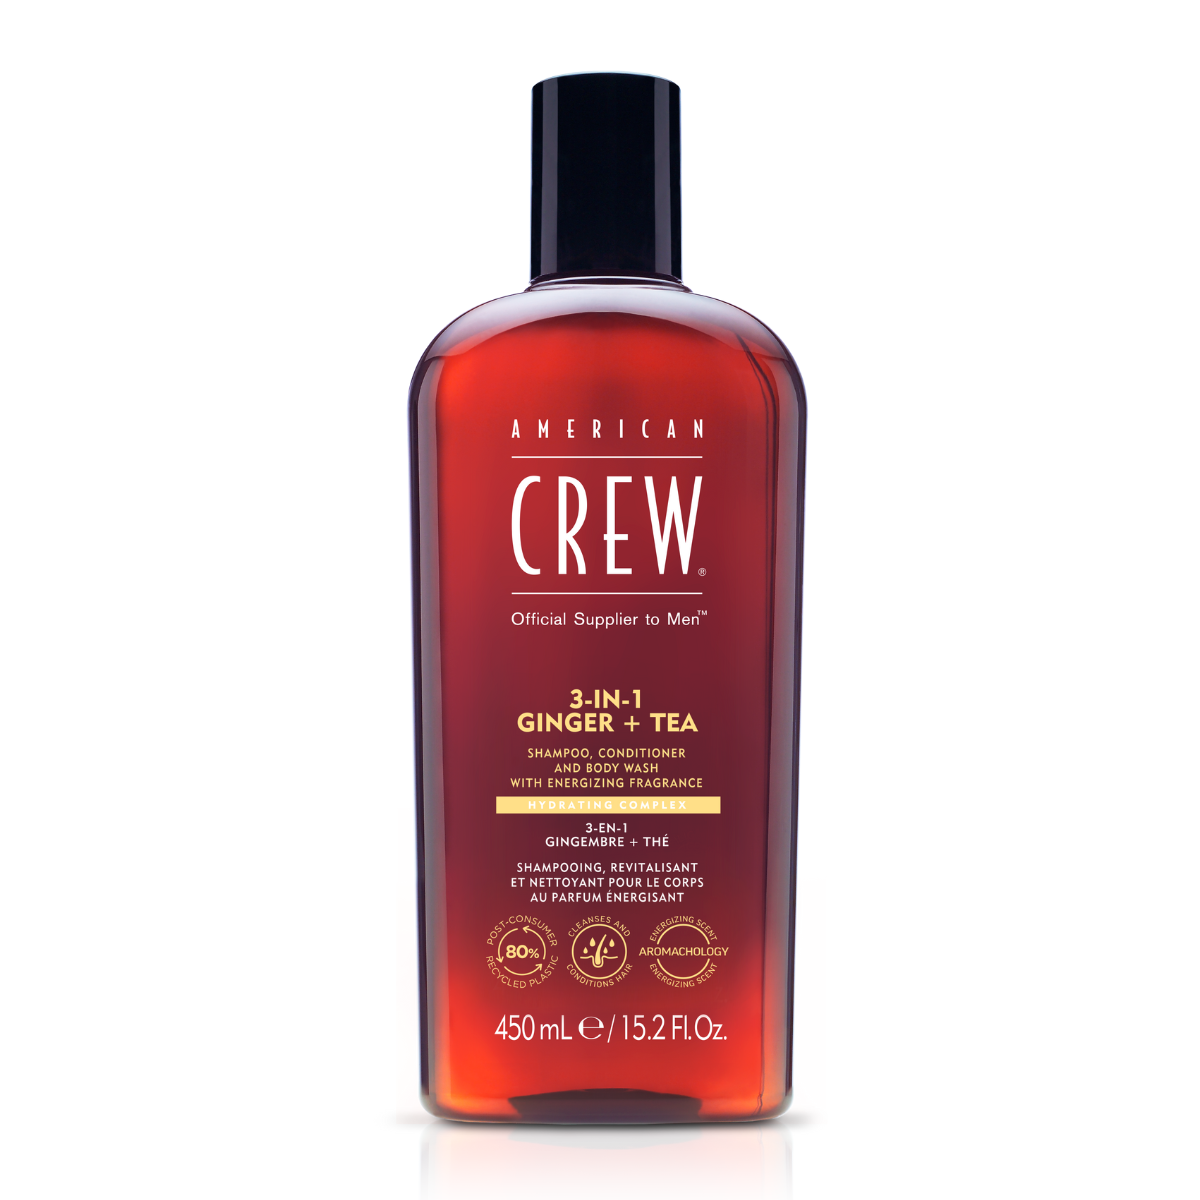 AMERICAN
CREW®
Official Supplier to Men™
3-IN-1
GINGER + TEA
SHAMPOO, CONDITIONER
AND BODY WASH
WITH ENERGIZING FRAGRANCE
HYDRATING COMPLEX
3-EN-1
GINGEMBRE + THÉ
SHAMPOOING, REVITALISANT
ET NETTOYANT POUR LE CORPS
AU PARFUM ÉNERGISANT
POST-CONSUMER
80%
RECYCLED PLASTIC
CLEANSES AND
CONDITIONS HAIR
ENERGIZING SCENT
AROMACHOLOGY
ENERGIZING SCENT
450 mL ℮ / 15.2 Fl.Oz.